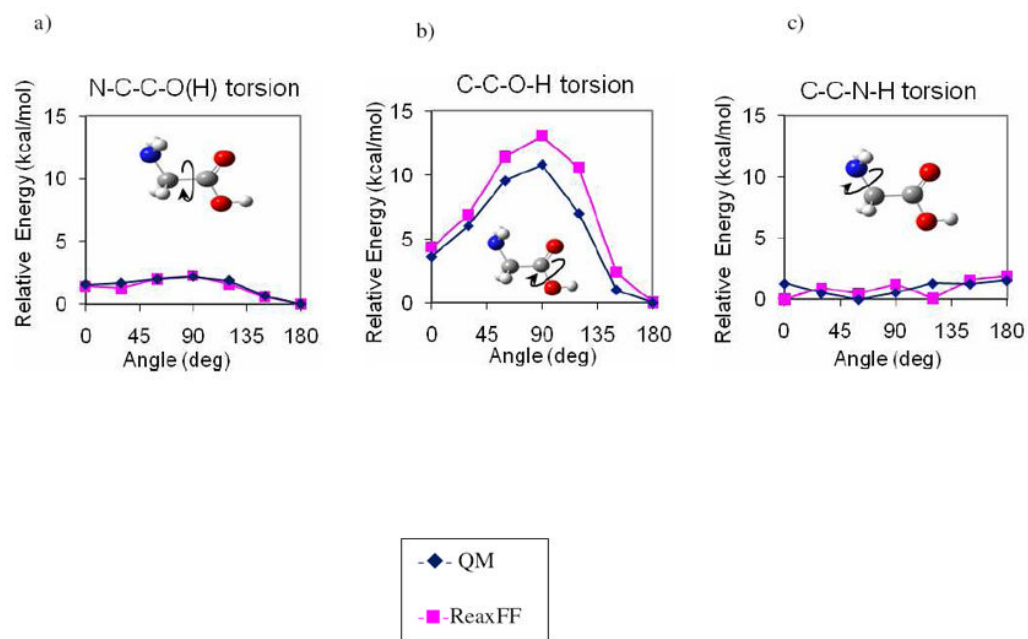 a)
b)
c)
N-C-C-O(H) torsion
Relative Energy (kcal/mol)
15
10
5
0
0 45 90 135 180
Angle (deg)
C-C-O-H torsion
Relative Energy (kcal/mol)
15
10
5
0
0 45 90 135 180
Angle (deg)
C-C-N-H torsion
Relative Energy (kcal/mol)
15
10
5
0
0 45 90 135 180
Angle (deg)
QM
ReaxFF